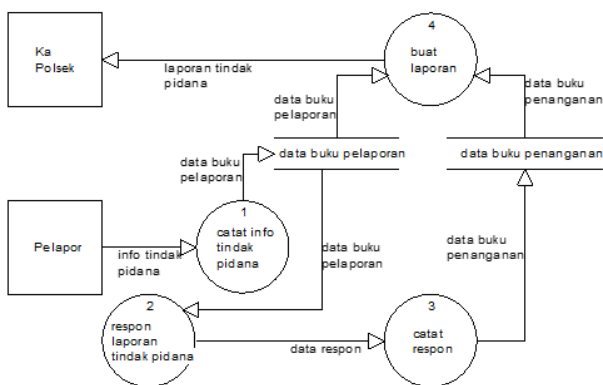 4
Ka
Polsek
buat
laporan
laporan tindak
pidana
data buku
pelaporan
data buku
penanganan
data buku pelaporan
data buku penanganan
data buku
pelaporan
1
catat info
tindak
pidana
Pelapor
info tindak
pidana
data buku
pelaporan
data buku
penanganan
2
respon
laporan
tindak pidana
data respon
3
catat
respon